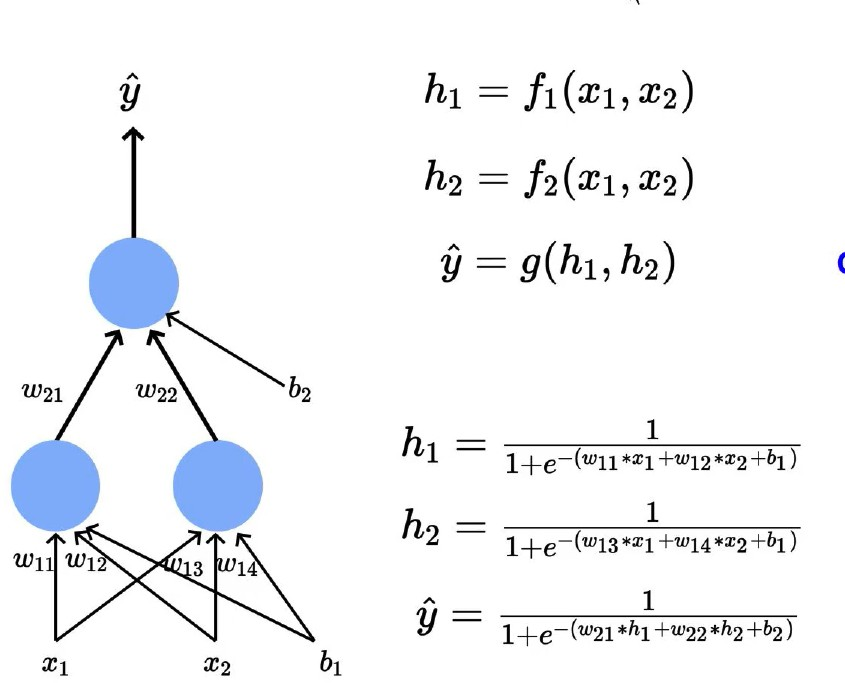 ŷ
h₁ = f₁(x₁, x₂)
h₂ = f₂(x₁, x₂)
ŷ = g(h₁, h₂)
w₂₁ w₂₂ b₂
w₁₁ w₁₂ w₁₃ w₁₄
x₁ x₂ b₁
h₁ = 1 / 1+e^−(w₁₁*x₁+w₁₂*x₂+b₁)
h₂ = 1 / 1+e^−(w₁₃*x₁+w₁₄*x₂+b₁)
ŷ = 1 / 1+e^−(w₂₁*h₁+w₂₂*h₂+b₂)